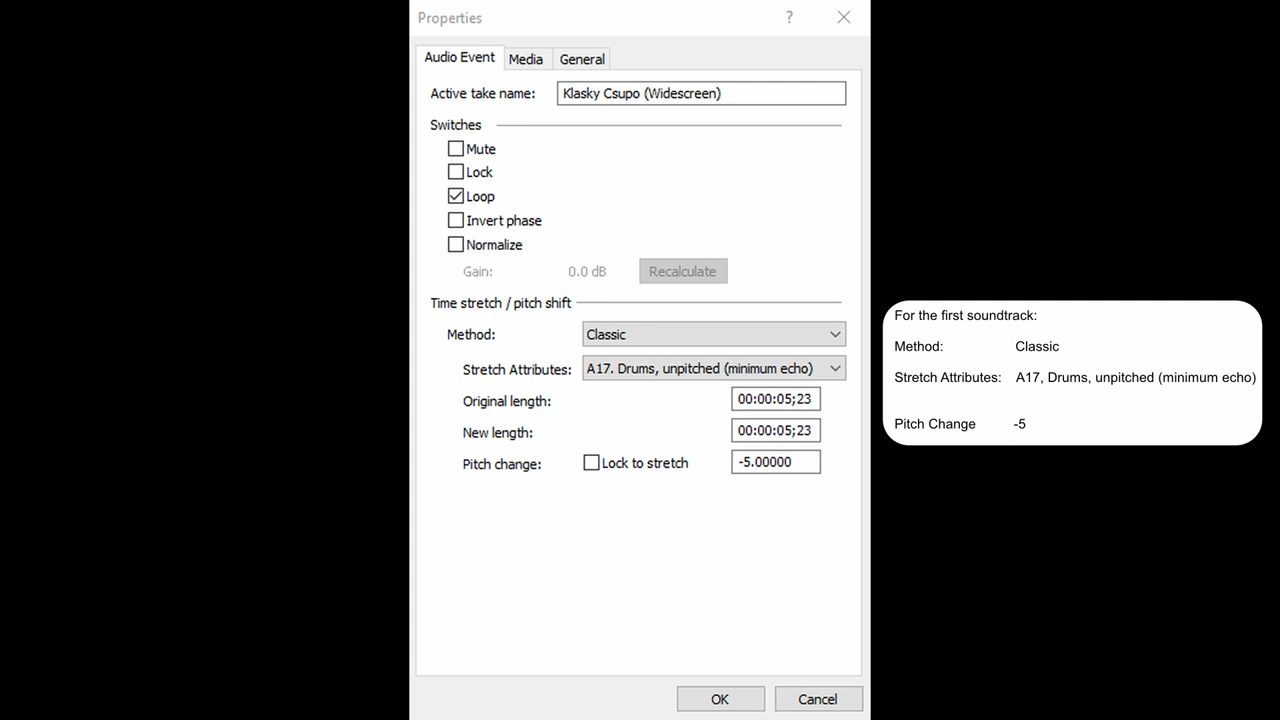 Properties
?
Audio Event Media General
Active take name: Klasky Csupo (Widescreen)
Switches
Mute
Lock
Loop
Invert phase
Normalize
Gain: 0.0 dB Recalculate
Time stretch / pitch shift
Method: Classic
Stretch Attributes: A17. Drums, unpitched (minimum echo)
Original length: 00:00:05;23
New length: 00:00:05;23
Pitch change: Lock to stretch -5.00000
OK Cancel
For the first soundtrack:
Method: Classic
Stretch Attributes: A17, Drums, unpitched (minimum echo)
Pitch Change -5